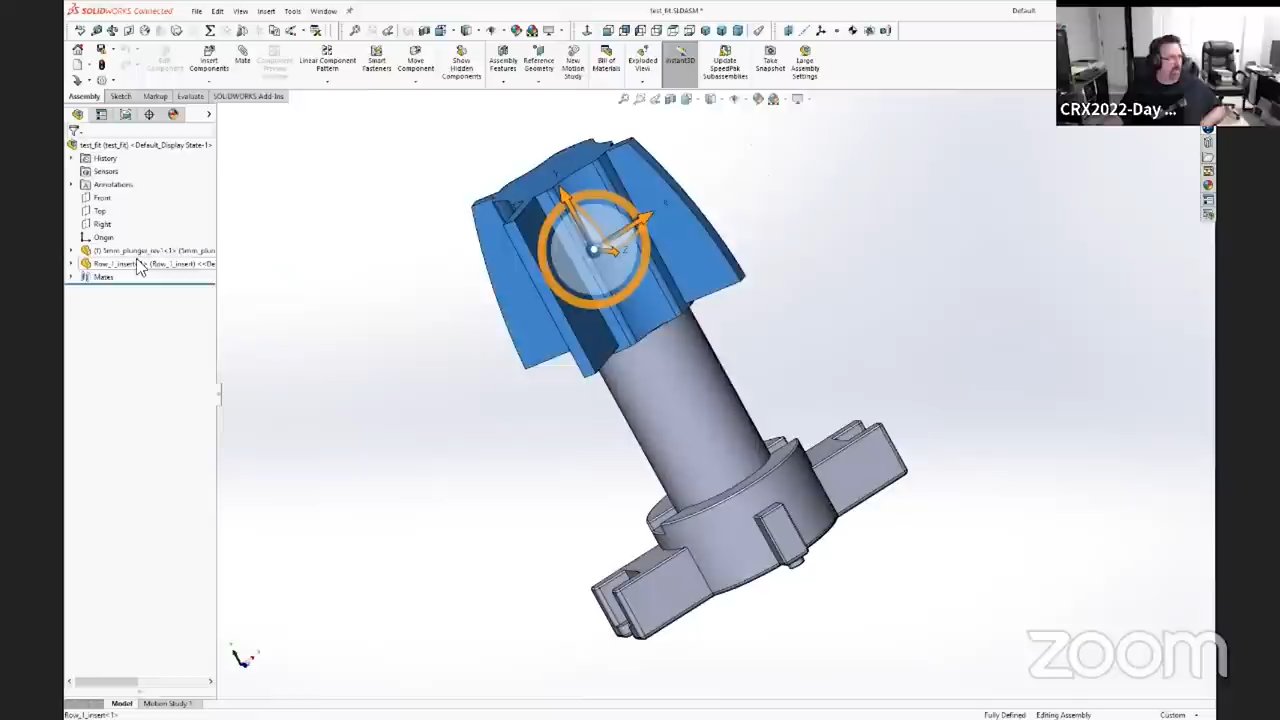 SOLIDWORKS Connected
File Edit View Insert Tools Window
test_fit.SLDASM *
Default
Insert Components
Mate
Linear Component Pattern
Smart Fasteners
Move Component
Show Hidden Components
Assembly Features
Reference Geometry
New Motion Study
Bill of Materials
Exploded View
Instant3D
Update SpeedPak Subassemblies
Take Snapshot
Large Assembly Settings
Assembly Sketch Markup Evaluate SOLIDWORKS Add-Ins
CRX2022-Day ...
test_fit (test_fit) <Default_Display State-1>
History
Sensors
Annotations
Front
Top
Right
Origin
(f) 5mm_plunger_rev1<1> (5mm_plun
Row_1_insert (Row_1_insert) <<De
Mates
zoom
Model Motion Study 1
Row_1_insert<1>
Fully Defined Editing Assembly Custom